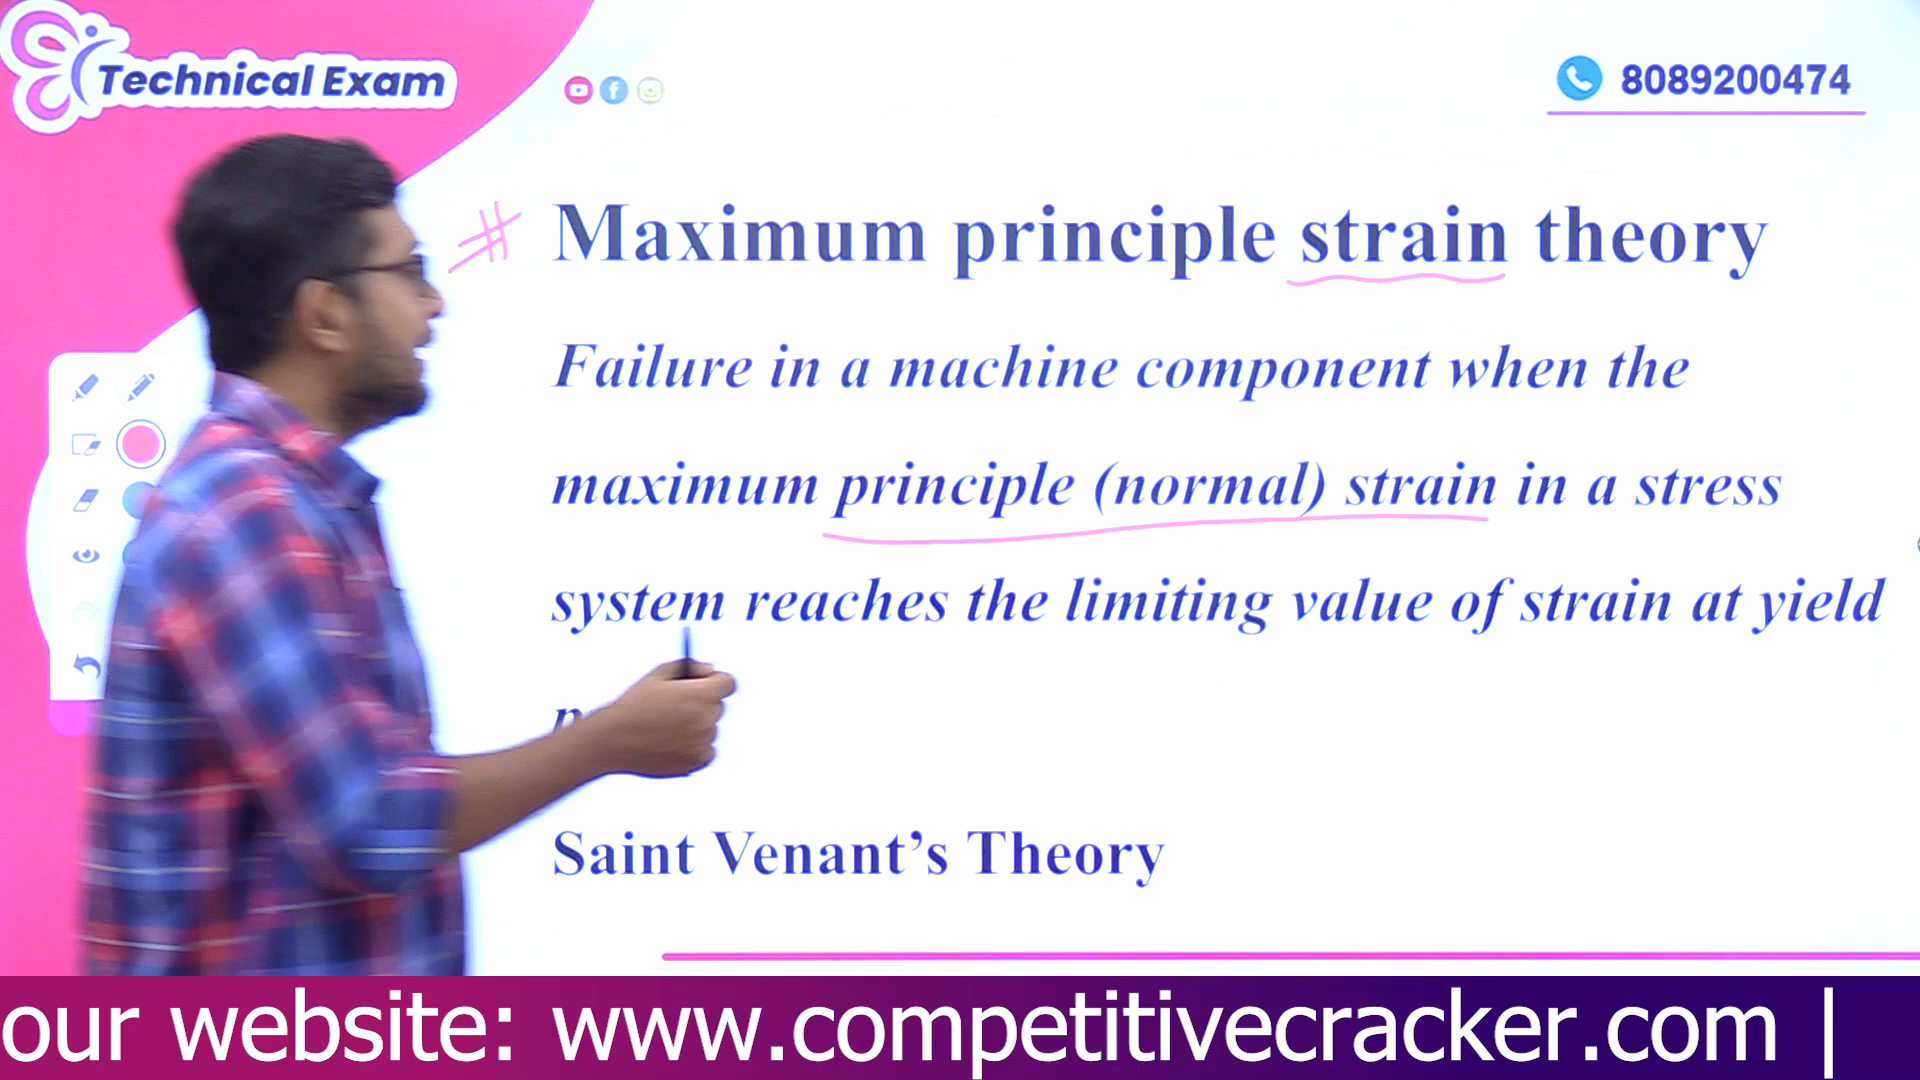 Technical Exam
8089200474
# Maximum principle strain theory
Failure in a machine component when the
maximum principle (normal) strain in a stress
system reaches the limiting value of strain at yield
Saint Venant’s Theory
our website: www.competitivecracker.com |